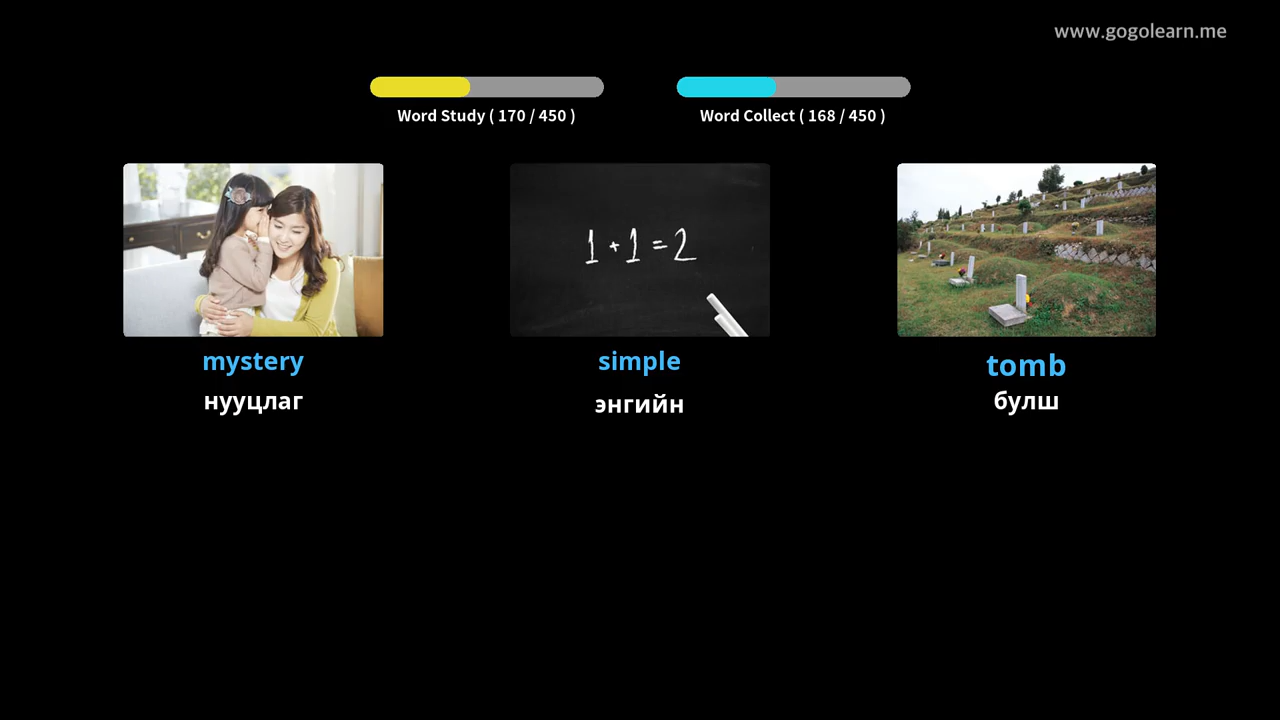 www.gogolearn.me
Word Study ( 170 / 450 )
Word Collect ( 168 / 450 )
1+1=2
mystery
simple
tomb
нууцлаг
энгийн
булш